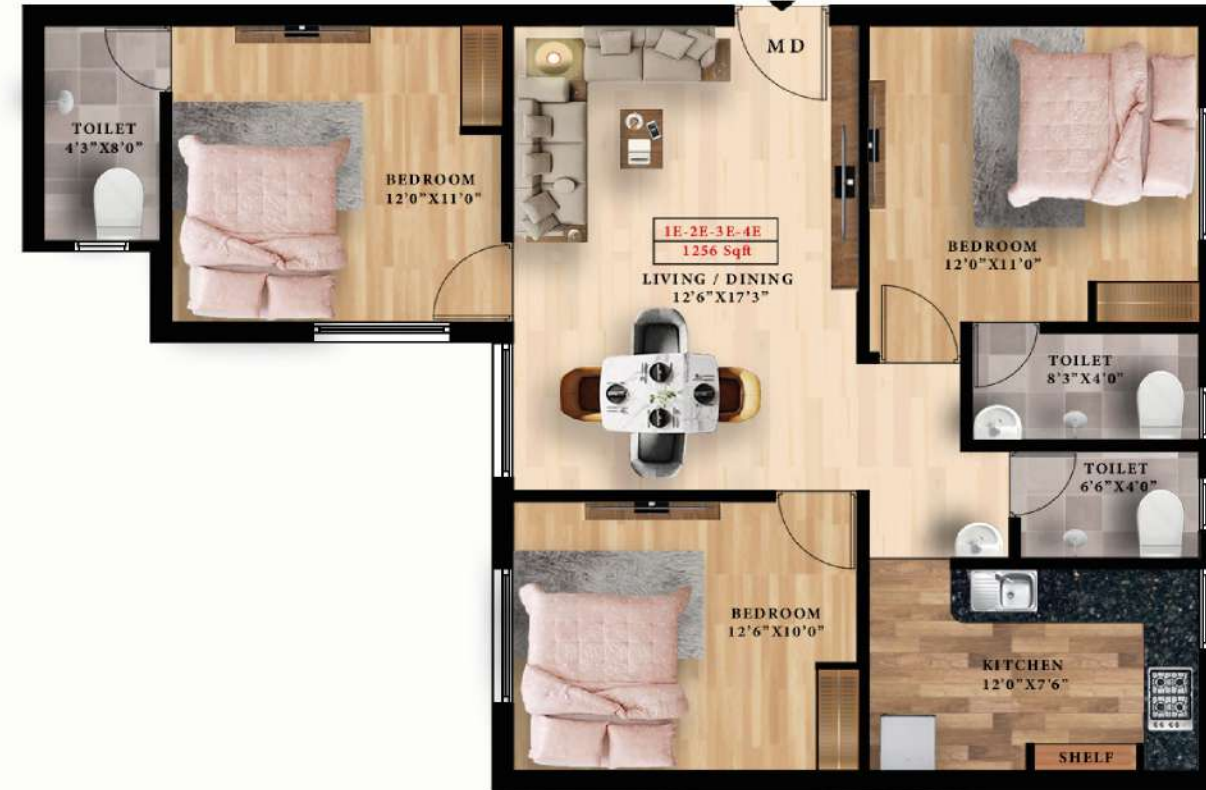 MD
TOILET
4'3"X8'0"
BEDROOM
12'0"X11'0"
1E-2E-3E-4E
1256 Sqft
LIVING / DINING
12'6"X17'3"
BEDROOM
12'0"X11'0"
TOILET
8'3"X4'0"
TOILET
6'6"X4'0"
BEDROOM
12'6"X10'0"
KITCHEN
12'0"X7'6"
SHELF